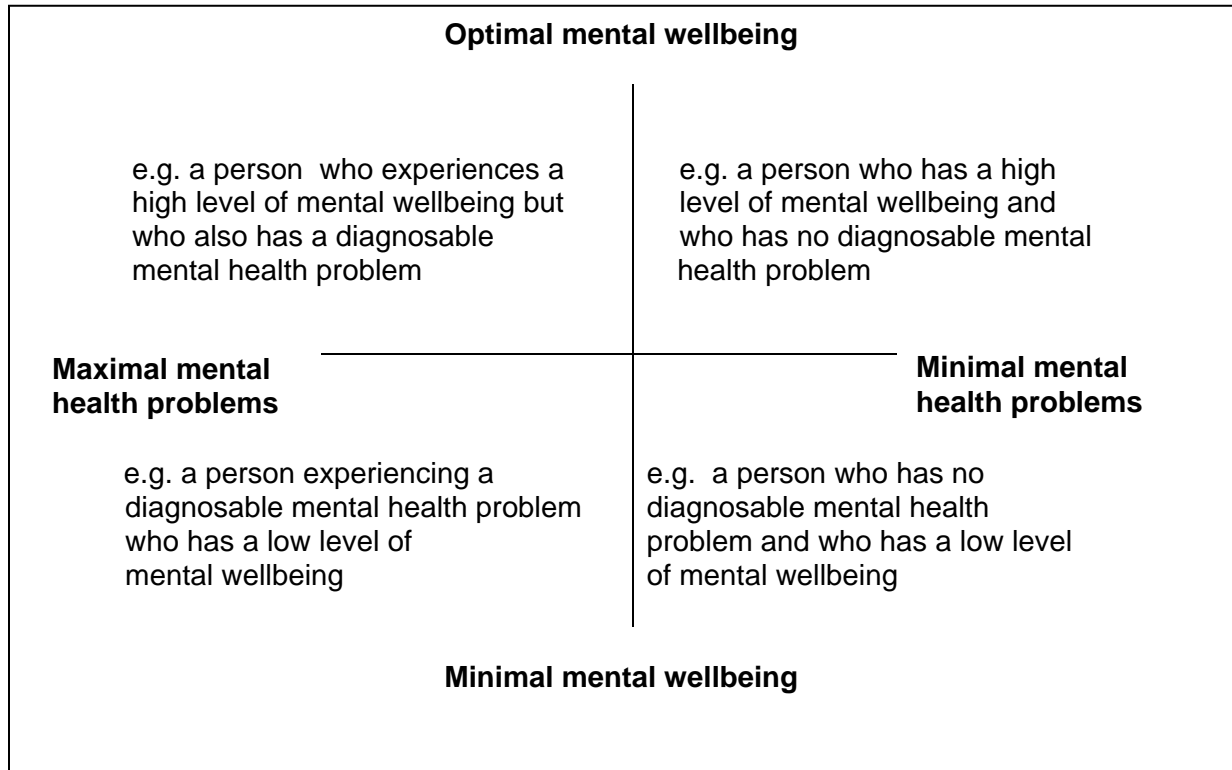 Optimal mental wellbeing
e.g. a person  who experiences a
high level of mental wellbeing but
who also has a diagnosable
mental health problem
e.g. a person who has a high
level of mental wellbeing and
who has no diagnosable mental
health problem
Maximal mental
health problems
Minimal mental
health problems
e.g. a person experiencing a
diagnosable mental health problem
who has a low level of
mental wellbeing
e.g.  a person who has no
diagnosable mental health
problem and who has a low level
of mental wellbeing
Minimal mental wellbeing